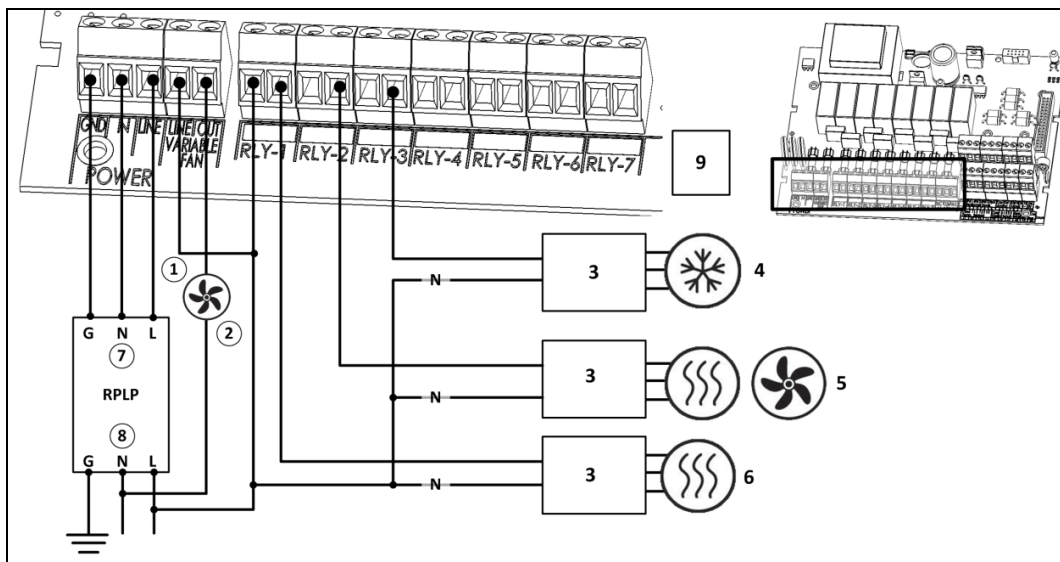 GND N LINE LINE OUT
VARIABLE
FAN
POWER
RLY-1 RLY-2 RLY-3 RLY-4 RLY-5 RLY-6 RLY-7
9
1
3 4
N
2
G N L
7
3 5
RPLP
N
8
G N L
3 6
N